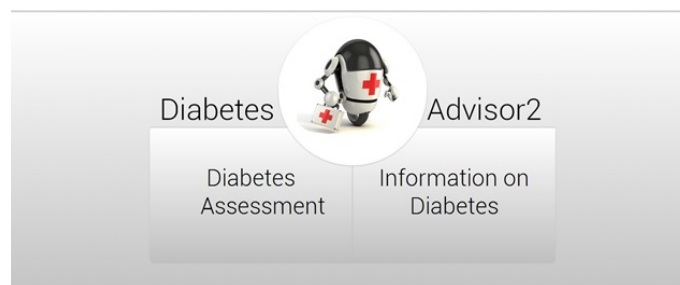 Diabetes Advisor2
Diabetes
Assessment
Information on
Diabetes